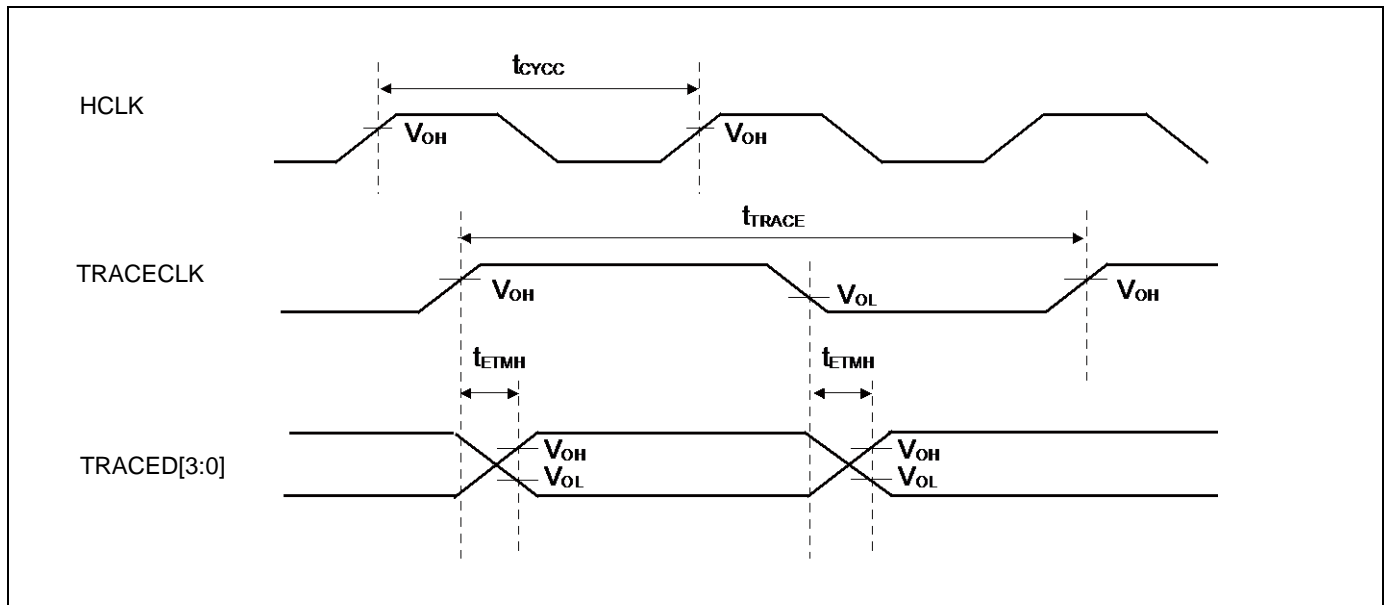 tCYCC
HCLK
VOH
VOH
tTRACE
TRACECLK
VOH
VOL
VOH
tETMH
tETMH
TRACED[3:0]
VOH
VOH
VOL
VOL